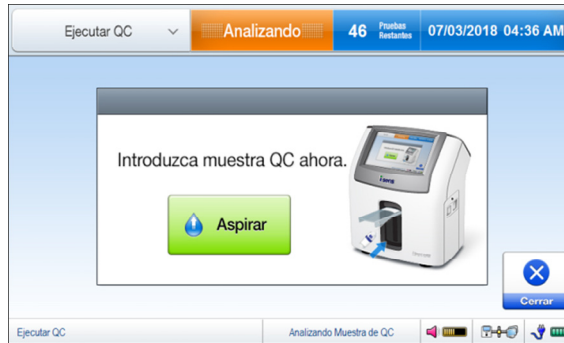 Ejecutar QC
Analizando
46 Pruebas Restantes
07/03/2018 04:36 AM
Introduzca muestra QC ahora.
Aspirar
Cerrar
Ejecutar QC
Analizando Muestra de QC